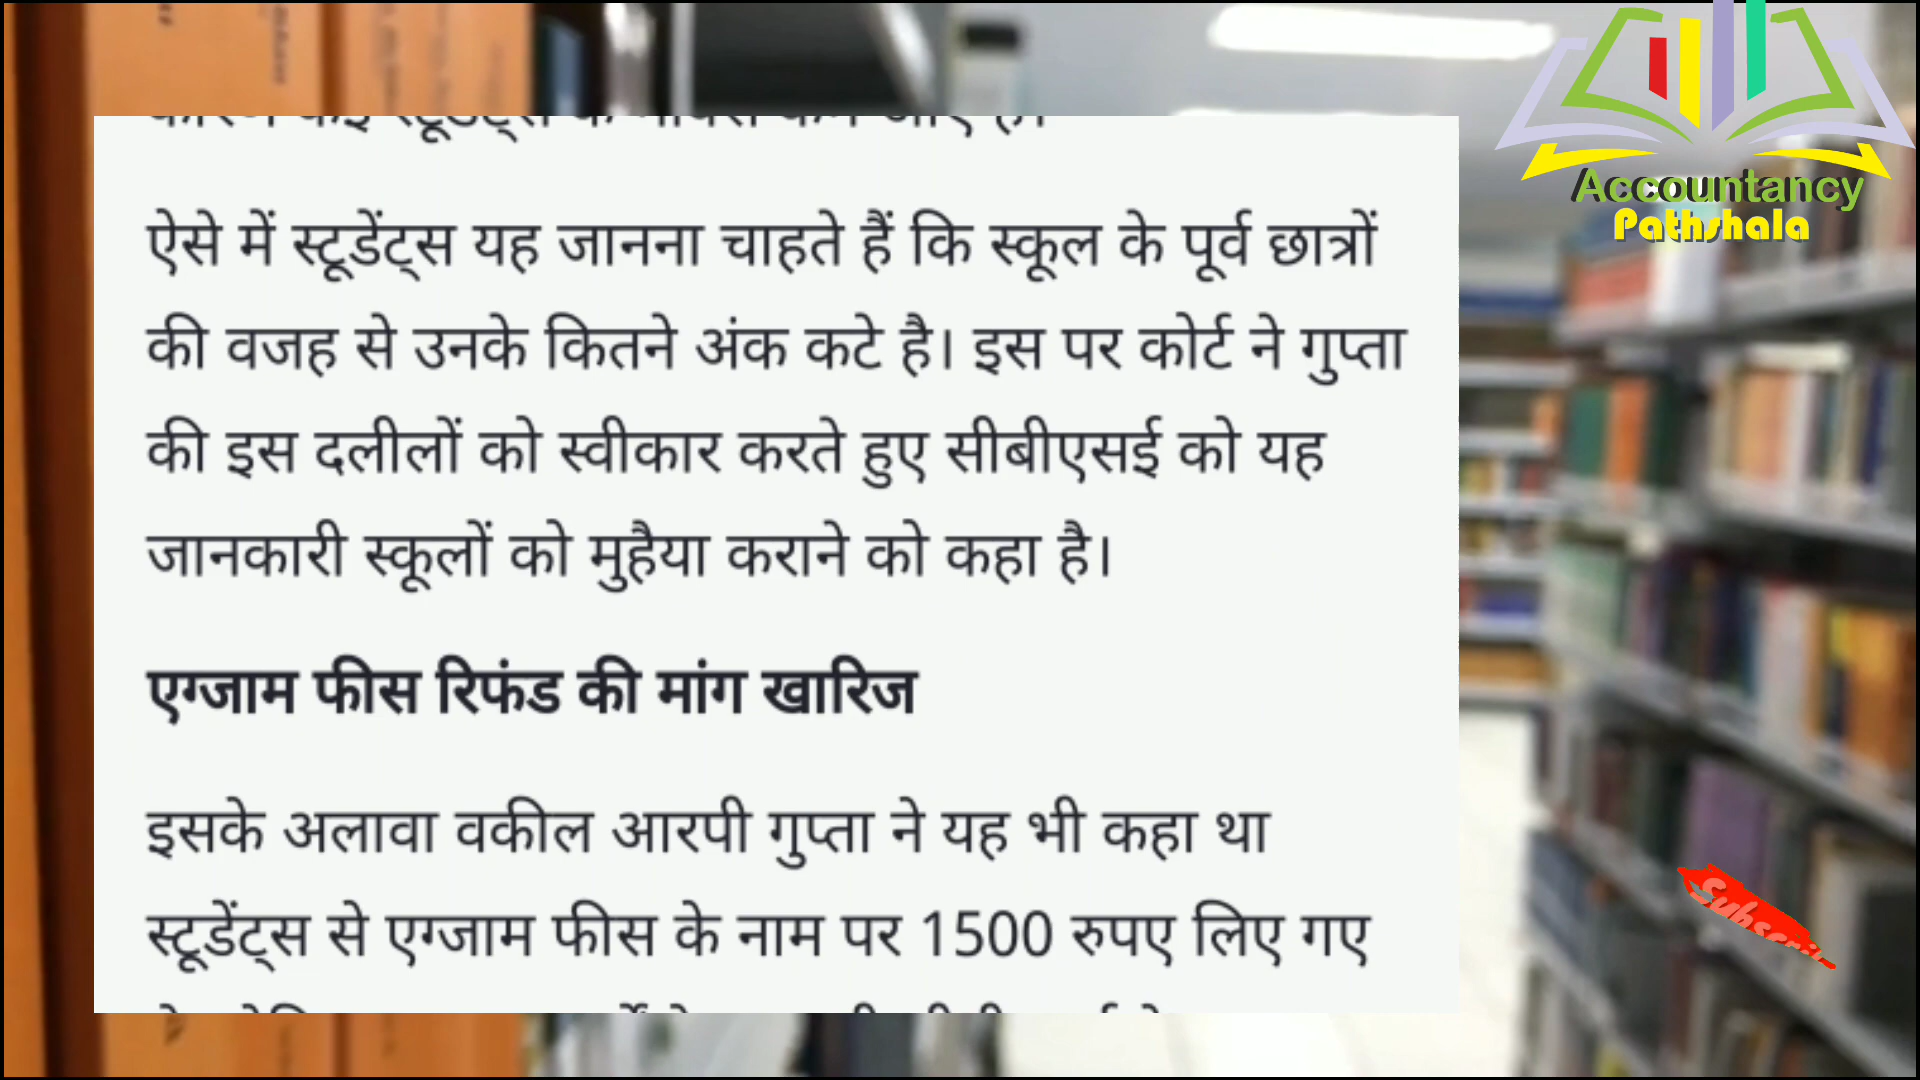 ऐसे में स्टूडेंट्स यह जानना चाहते हैं कि स्कूल के पूर्व छात्रों
की वजह से उनके कितने अंक कटे है। इस पर कोर्ट ने गुप्ता
की इस दलीलों को स्वीकार करते हुए सीबीएसई को यह
जानकारी स्कूलों को मुहैया कराने को कहा है।
एग्जाम फीस रिफंड की मांग खारिज
इसके अलावा वकील आरपी गुप्ता ने यह भी कहा था
स्टूडेंट्स से एग्जाम फीस के नाम पर 1500 रुपए लिए गए
Accountancy
Pathshala